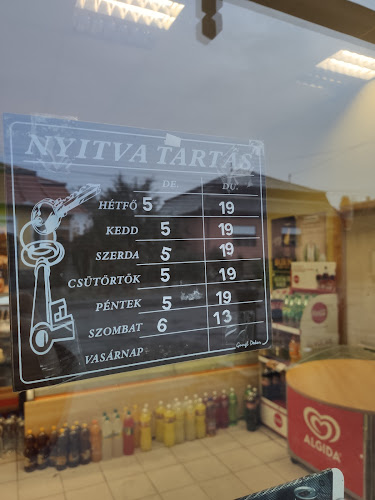 NYITVA TARTÁS
DE. DU.
HÉTFŐ 5 19
KEDD 5 19
SZERDA 5 19
CSÜTÖRTÖK 5 19
PÉNTEK 5 19
SZOMBAT 6 13
VASÁRNAP
ALGIDA